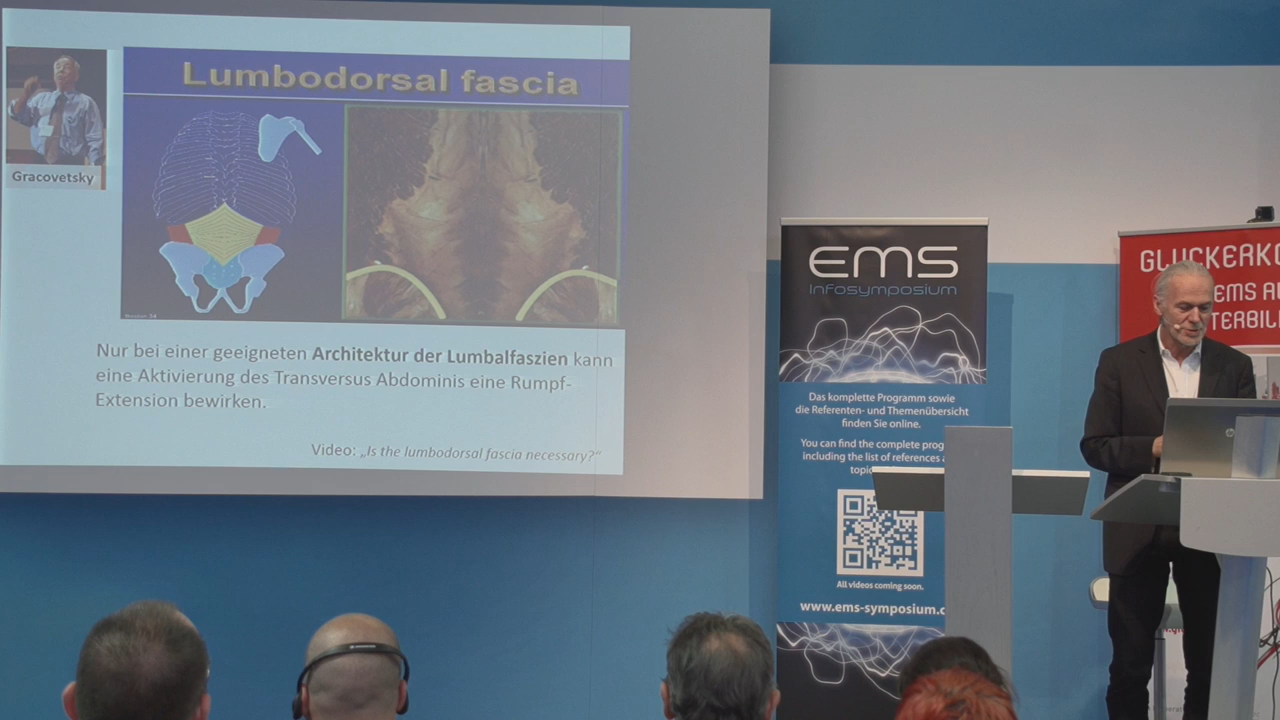 Lumbodorsal fascia
Gracovetsky
Nur bei einer geeigneten Architektur der Lumbalfaszien kann
eine Aktivierung des Transversus Abdominis eine Rumpf-
Extension bewirken.
Video: „Is the lumbodorsal fascia necessary?“
EMS
Infosymposium
Das komplette Programm sowie
die Referenten- und Themenübersicht
finden Sie online.
You can find the complete prog
including the list of references a
topi
All videos coming soon.
www.ems-symposium.
GLUCKERKO
EMS A
TERBIL
hp